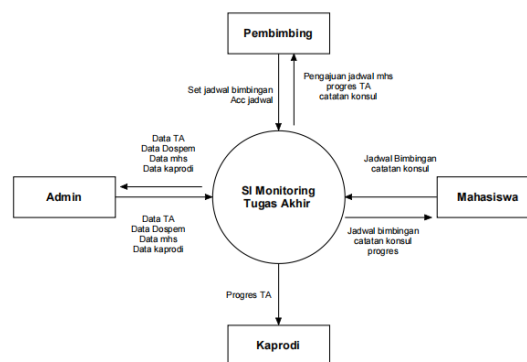 Pembimbing
Set jadwal bimbingan
Acc jadwal
Pengajuan jadwal mhs
progres TA
catatan konsul
Data TA
Data Dospem
Data mhs
Data kaprodi
Admin
Data TA
Data Dospem
Data mhs
Data kaprodi
SI Monitoring
Tugas Akhir
Jadwal Bimbingan
catatan konsul
Mahasiswa
Jadwal bimbingan
catatan konsul
progres
Progres TA
Kaprodi